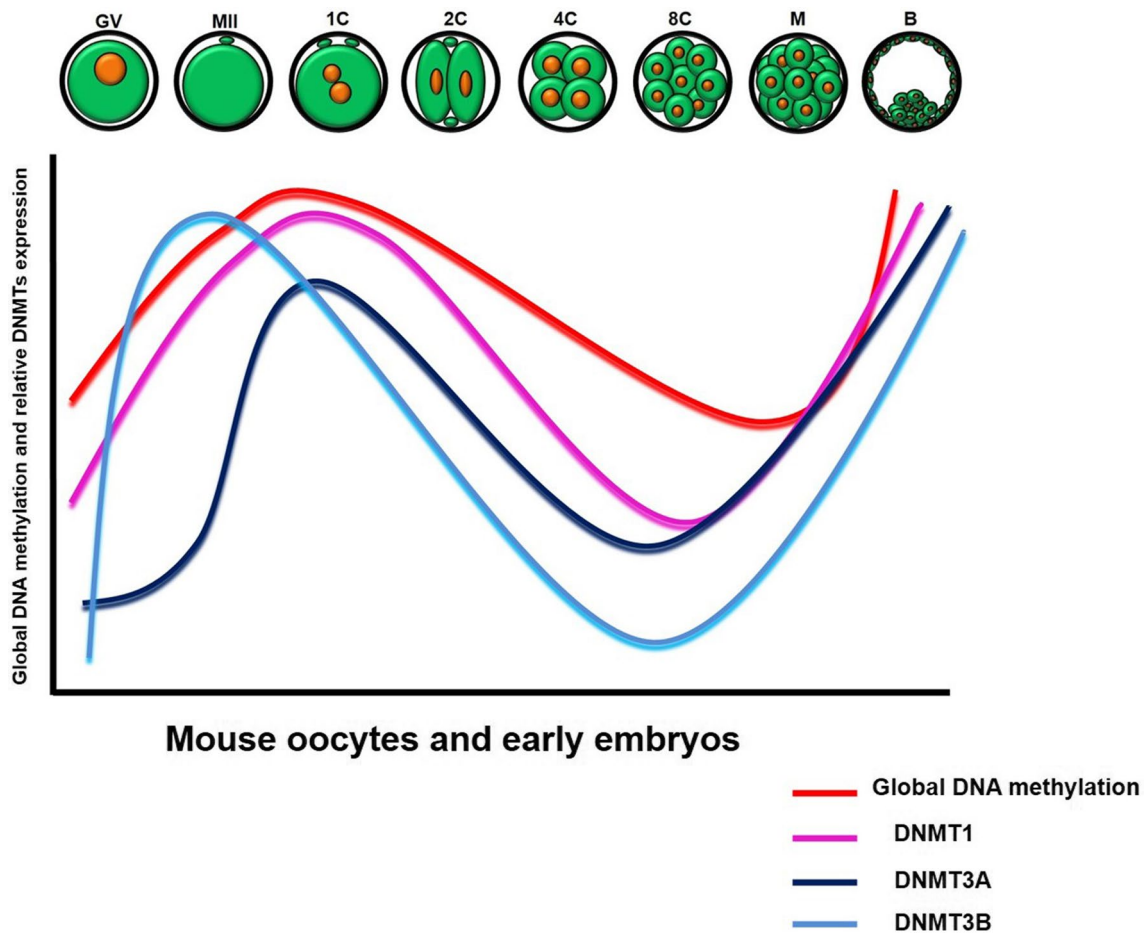 GV MII 1C 2C 4C 8C M B
Global DNA methylation and relative DNMTs expression
Mouse oocytes and early embryos
Global DNA methylation
DNMT1
DNMT3A
DNMT3B